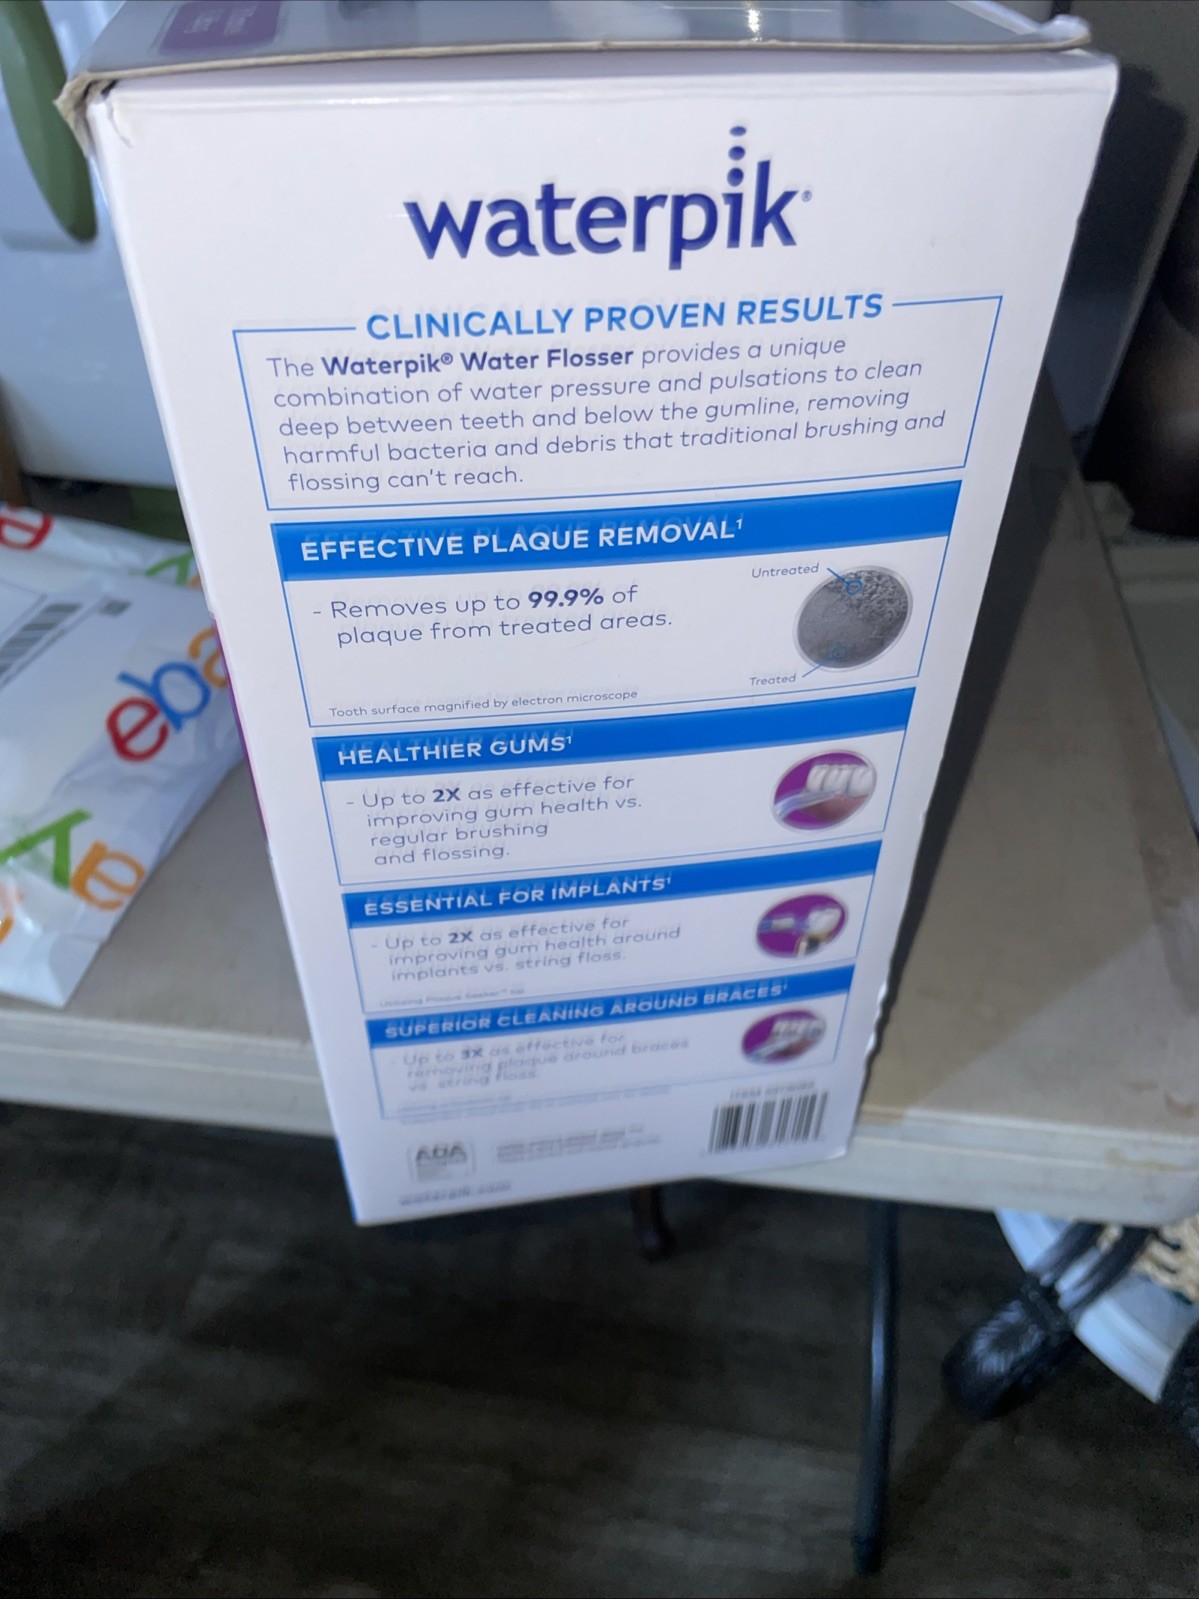 waterpik®
CLINICALLY PROVEN RESULTS
The Waterpik® Water Flosser provides a unique
combination of water pressure and pulsations to clean
deep between teeth and below the gumline, removing
harmful bacteria and debris that traditional brushing and
flossing can't reach.
EFFECTIVE PLAQUE REMOVAL¹
- Removes up to 99.9% of
plaque from treated areas.
Untreated
Treated
Tooth surface magnified by electron microscope
HEALTHIER GUMS¹
- Up to 2X as effective for
improving gum health vs.
regular brushing
and flossing.
ESSENTIAL FOR IMPLANTS¹
- Up to 2X as effective for
improving gum health around
implants vs. string floss.
SUPERIOR CLEANING AROUND BRACES¹
- Up to 3X as effective for
removing plaque around braces
vs. string floss.
ADA
waterpik.com
eba